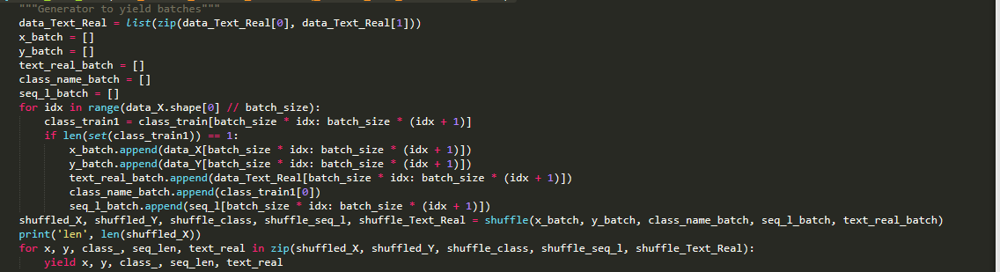 """Generator to yield batches"""
data_Text_Real = list(zip(data_Text_Real[0], data_Text_Real[1]))
x_batch = []
y_batch = []
text_real_batch = []
class_name_batch = []
seq_l_batch = []
for idx in range(data_X.shape[0] // batch_size):
    class_train1 = class_train[batch_size * idx: batch_size * (idx + 1)]
    if len(set(class_train1)) == 1:
        x_batch.append(data_X[batch_size * idx: batch_size * (idx + 1)])
        y_batch.append(data_Y[batch_size * idx: batch_size * (idx + 1)])
        text_real_batch.append(data_Text_Real[batch_size * idx: batch_size * (idx + 1)])
        class_name_batch.append(class_train1[0])
        seq_l_batch.append(seq_l[batch_size * idx: batch_size * (idx + 1)])
shuffled_X, shuffled_Y, shuffle_class, shuffle_seq_l, shuffle_Text_Real = shuffle(x_batch, y_batch, class_name_batch, seq_l_batch, text_real_batch)
print('len', len(shuffled_X))
for x, y, class_, seq_len, text_real in zip(shuffled_X, shuffled_Y, shuffle_class, shuffle_seq_l, shuffle_Text_Real):
    yield x, y, class_, seq_len, text_real